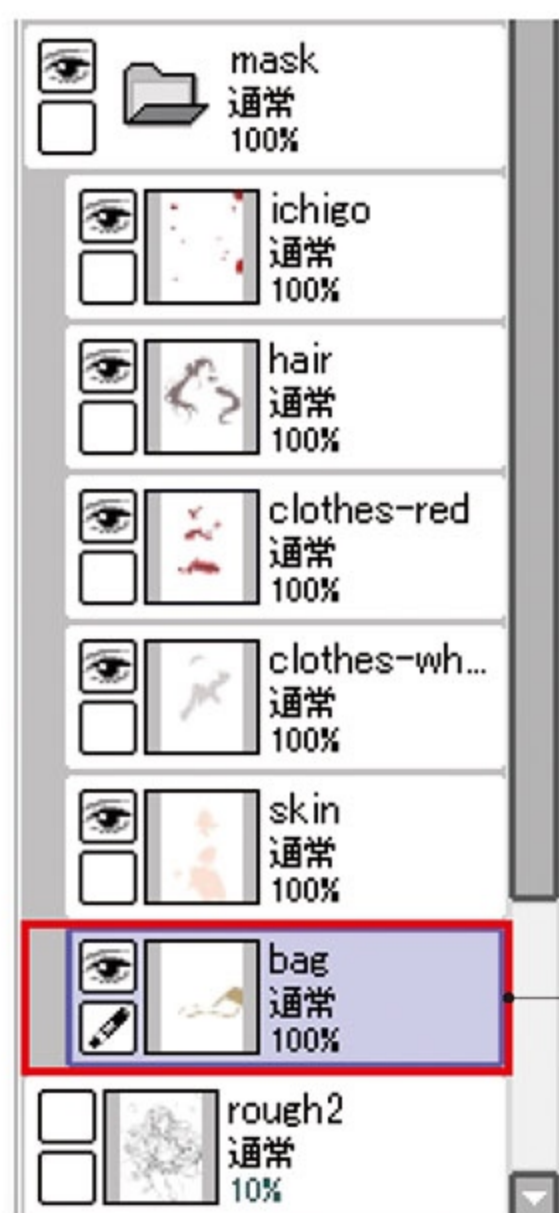 mask
通常
100%
ichigo
通常
100%
hair
通常
100%
clothes-red
通常
100%
clothes-wh...
通常
100%
skin
通常
100%
bag
通常
100%
rough2
通常
10%